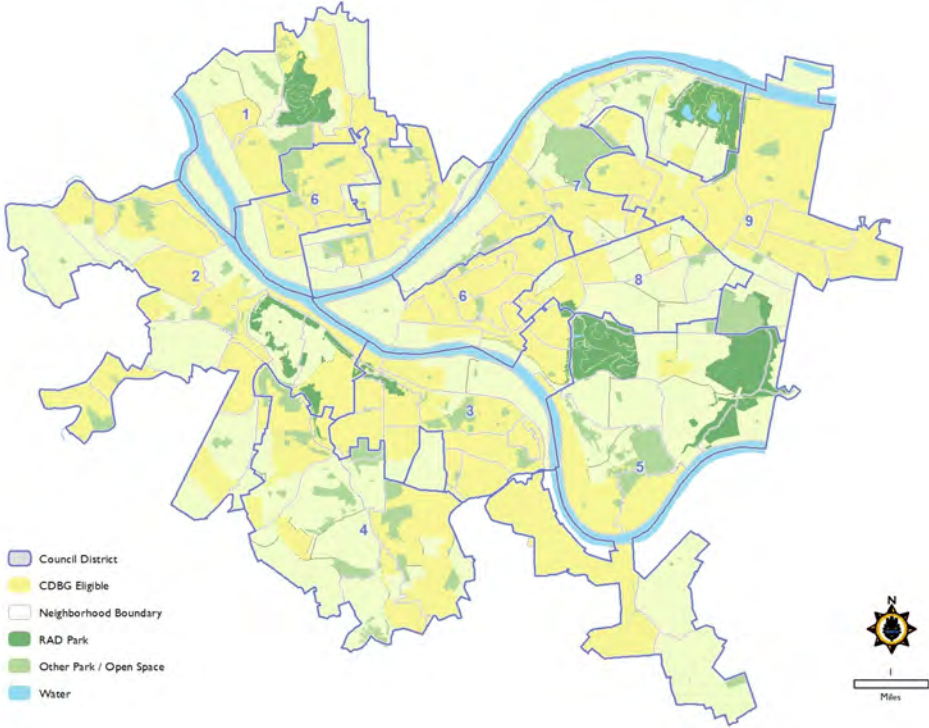 1
6
7
9
2
6
8
3
5
4
Council District
CDBG Eligible
Neighborhood Boundary
RAD Park
Other Park / Open Space
Water
N
1
Miles